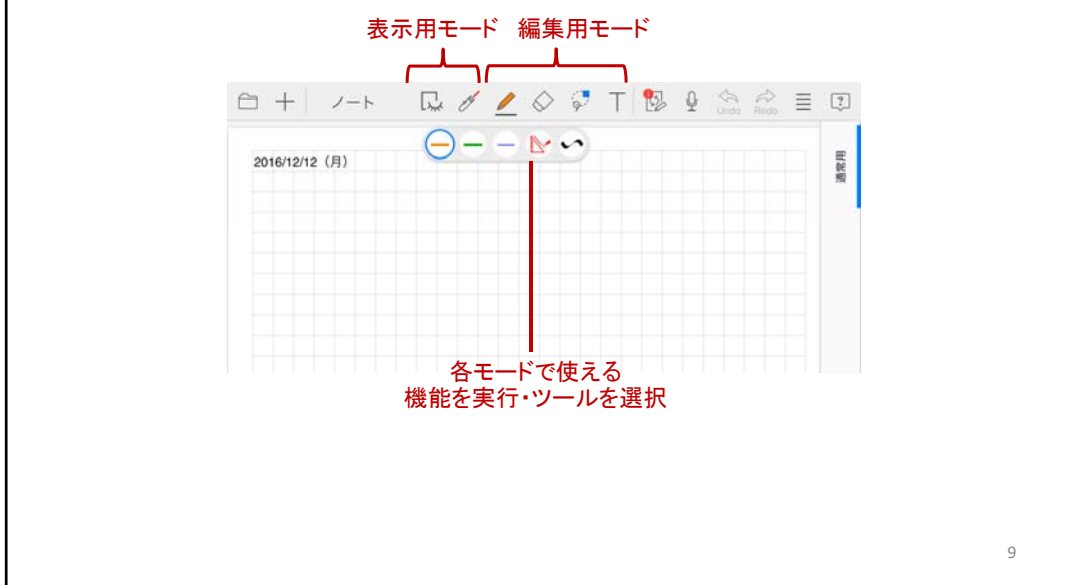 表示用モード 編集用モード
ノート
Undo Redo
?
2016/12/12（月）
通常用
各モードで使える
機能を実行・ツールを選択
9